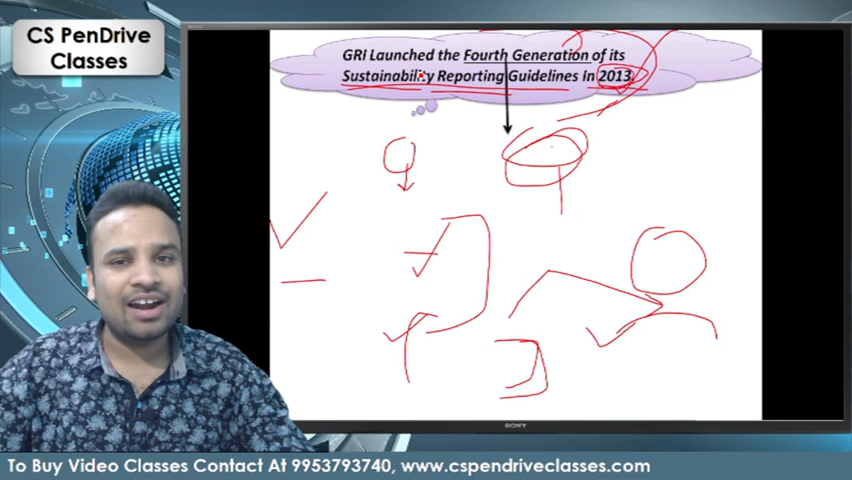 CS PenDrive
Classes
GRI Launched the Fourth Generation of its
Sustainability Reporting Guidelines In 2013.
SONY
To Buy Video Classes Contact At 9953793740, www.cspendriveclasses.com